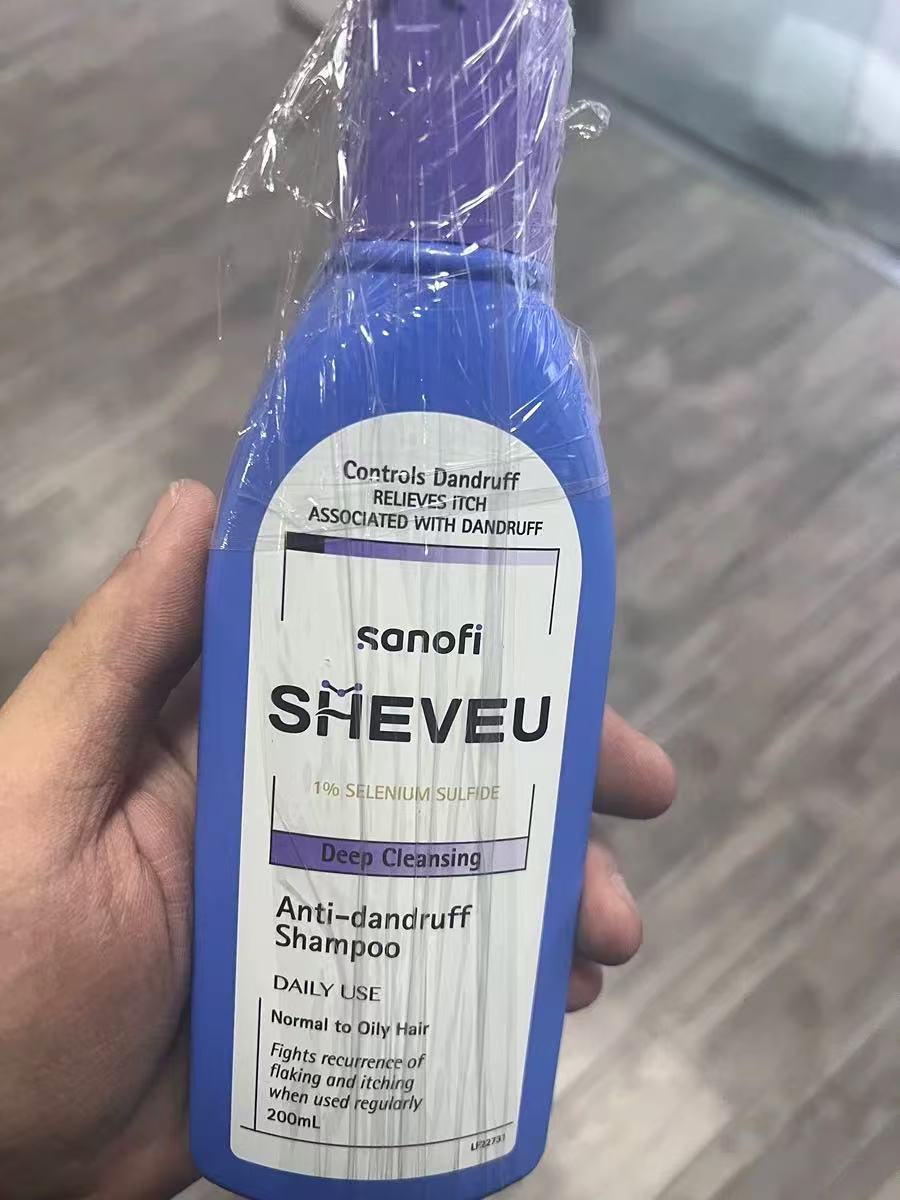 Controls Dandruff
RELIEVES ITCH
ASSOCIATED WITH DANDRUFF
sanofi
SHEVEU
1% SELENIUM SULFIDE
Deep Cleansing
Anti-dandruff
Shampoo
DAILY USE
Normal to Oily Hair
Fights recurrence of
flaking and itching
when used regularly
200mL